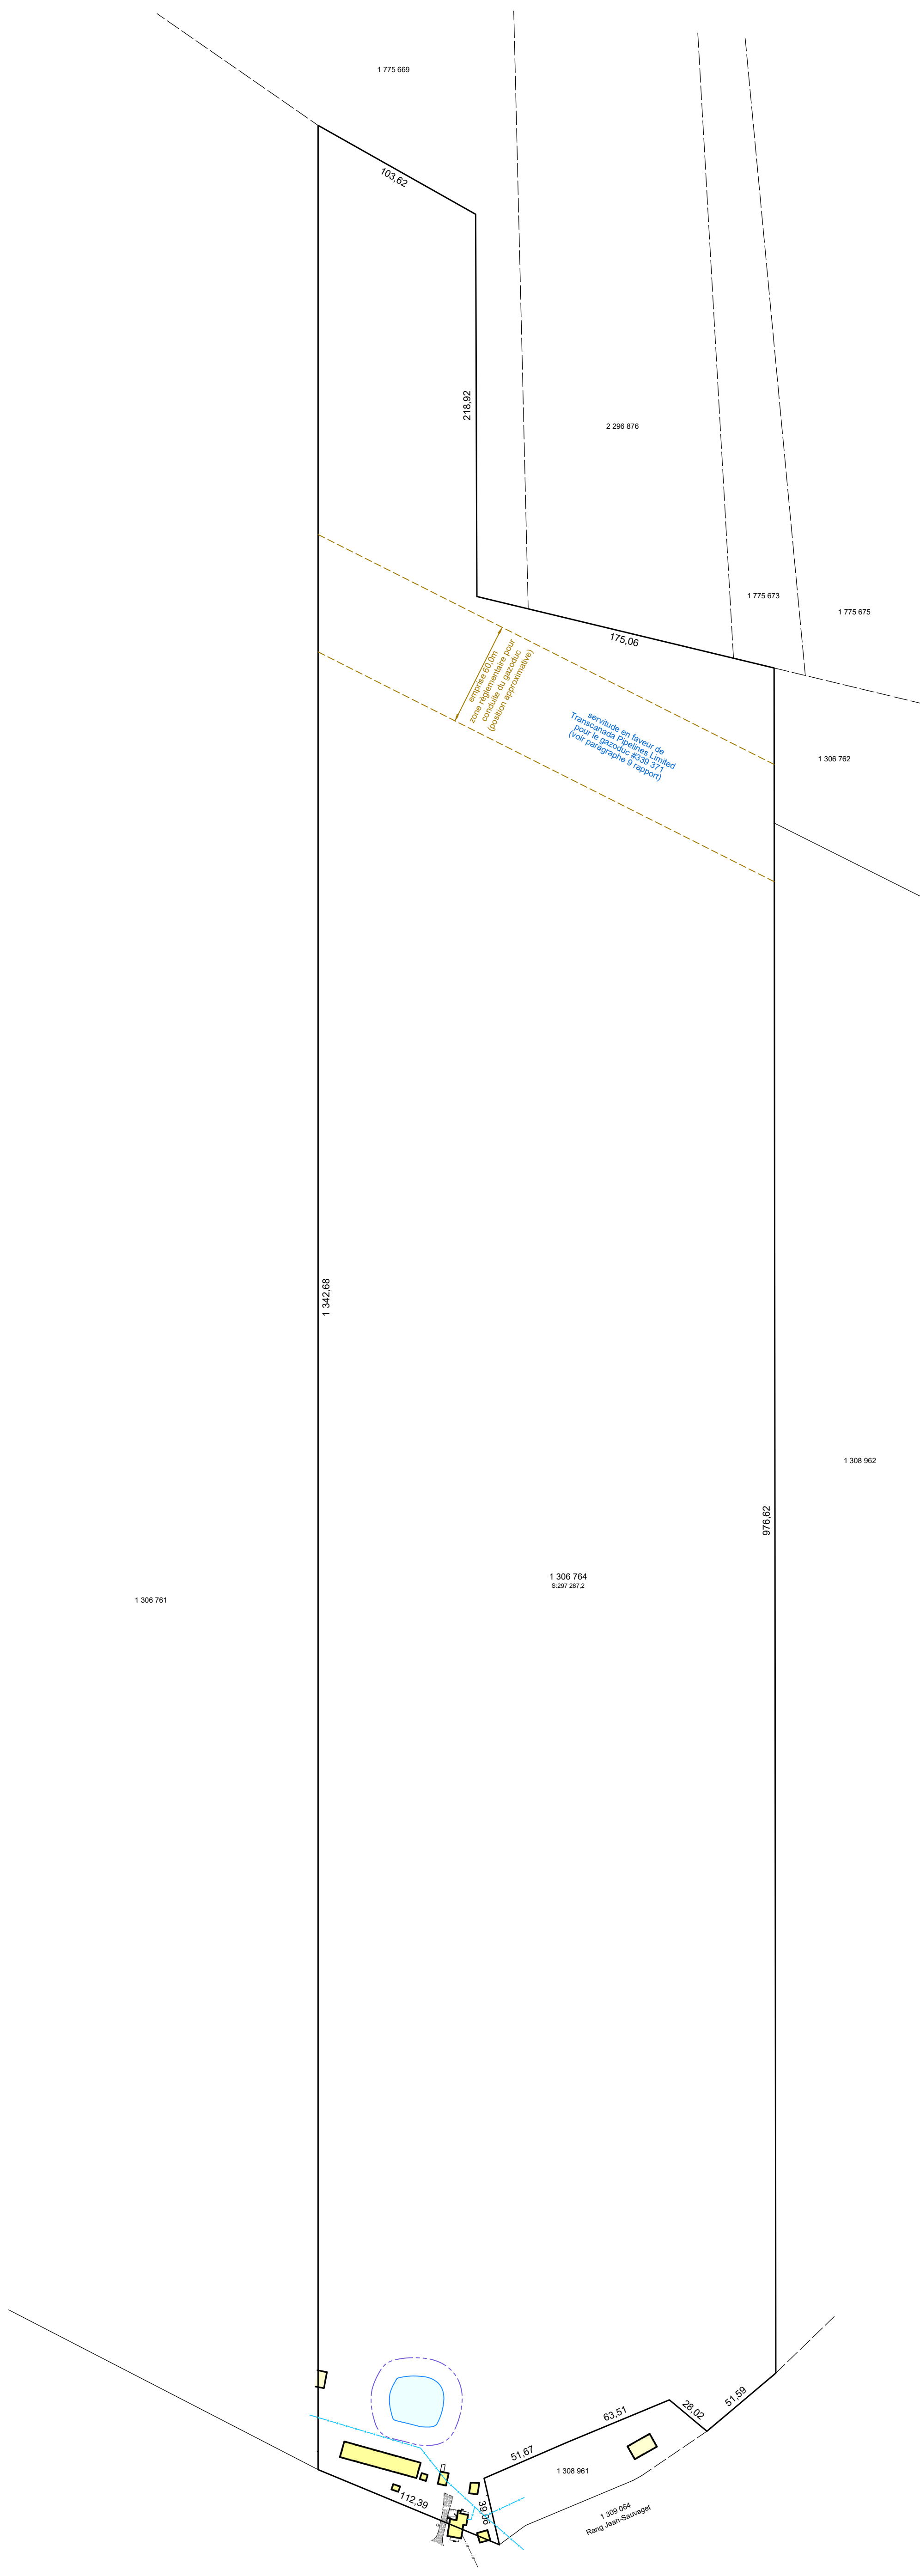 1 775 669
103,62
218,92
2 296 876
1 775 673
1 775 675
175,06
emprise 60,0m
zone réglementaire pour
conduite du gazoduc
(position approximative)
servitude en faveur de
Transcanada Pipelines Limited
pour le gazoduc #339 371
(voir paragraphe 9 rapport)
1 306 762
1 342,68
1 308 962
976,62
1 306 764
S:297 287,2
1 306 761
51,59
28,02
63,51
51,67
1 308 961
112,39
39,06
1 309 064
Rang Jean-Sauvaget